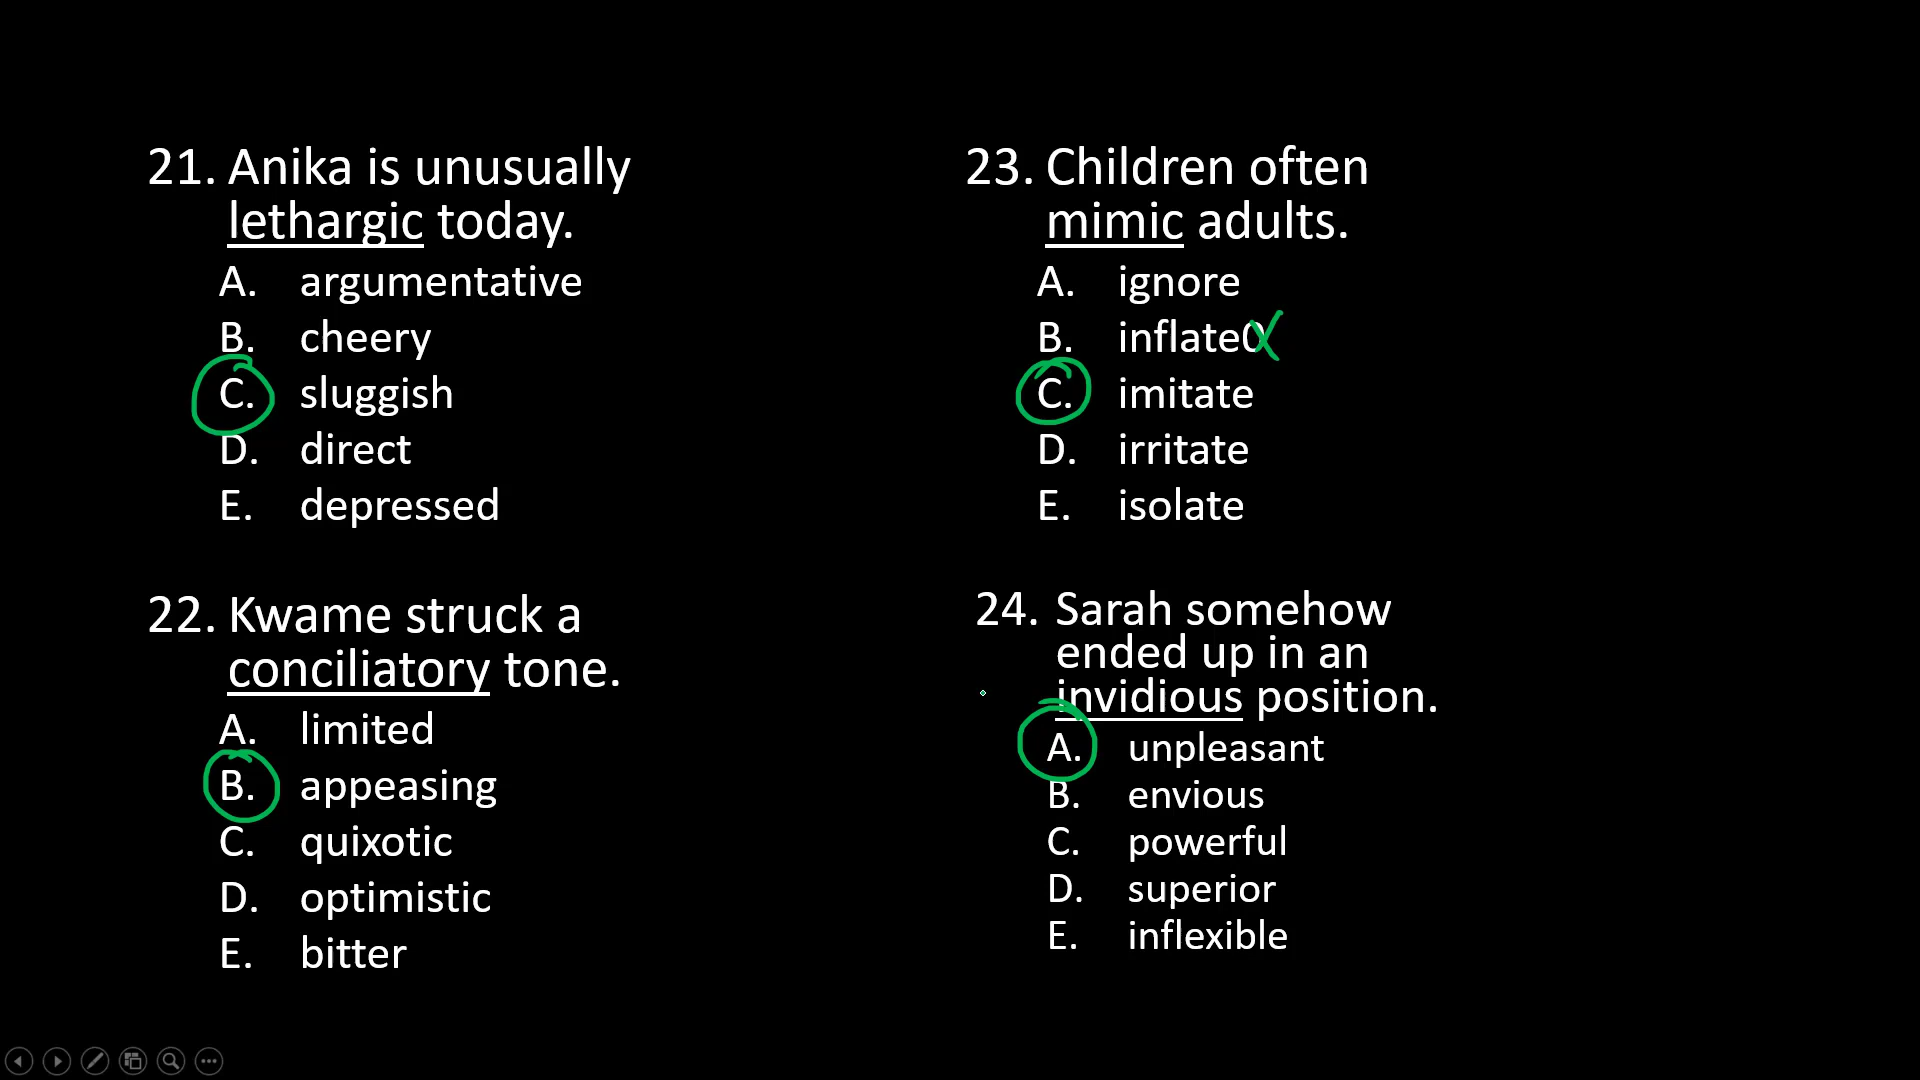 21. Anika is unusually
lethargic today.
A. argumentative
B. cheery
C. sluggish
D. direct
E. depressed
22. Kwame struck a
conciliatory tone.
A. limited
B. appeasing
C. quixotic
D. optimistic
E. bitter
23. Children often
mimic adults.
A. ignore
B. inflate0
C. imitate
D. irritate
E. isolate
24. Sarah somehow
ended up in an
invidious position.
A. unpleasant
B. envious
C. powerful
D. superior
E. inflexible